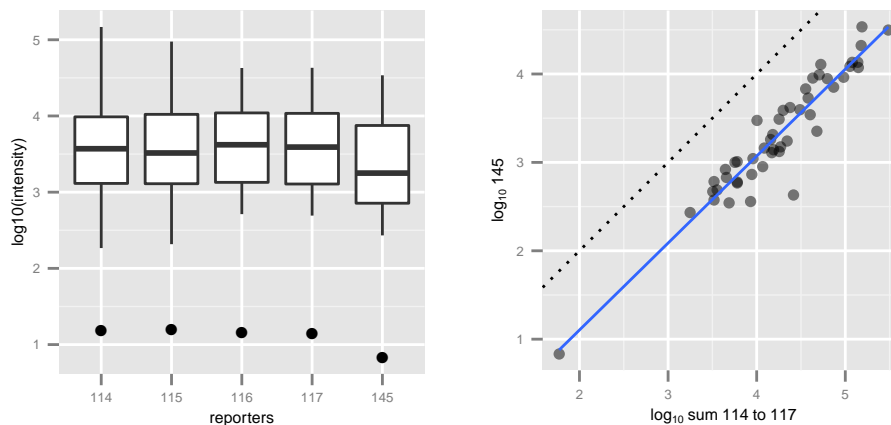 log10(intensity)
5
4
3
2
1
114 115 116 117 145
reporters
log₁₀ 145
4
3
2
1
2 3 4 5
log₁₀ sum 114 to 117